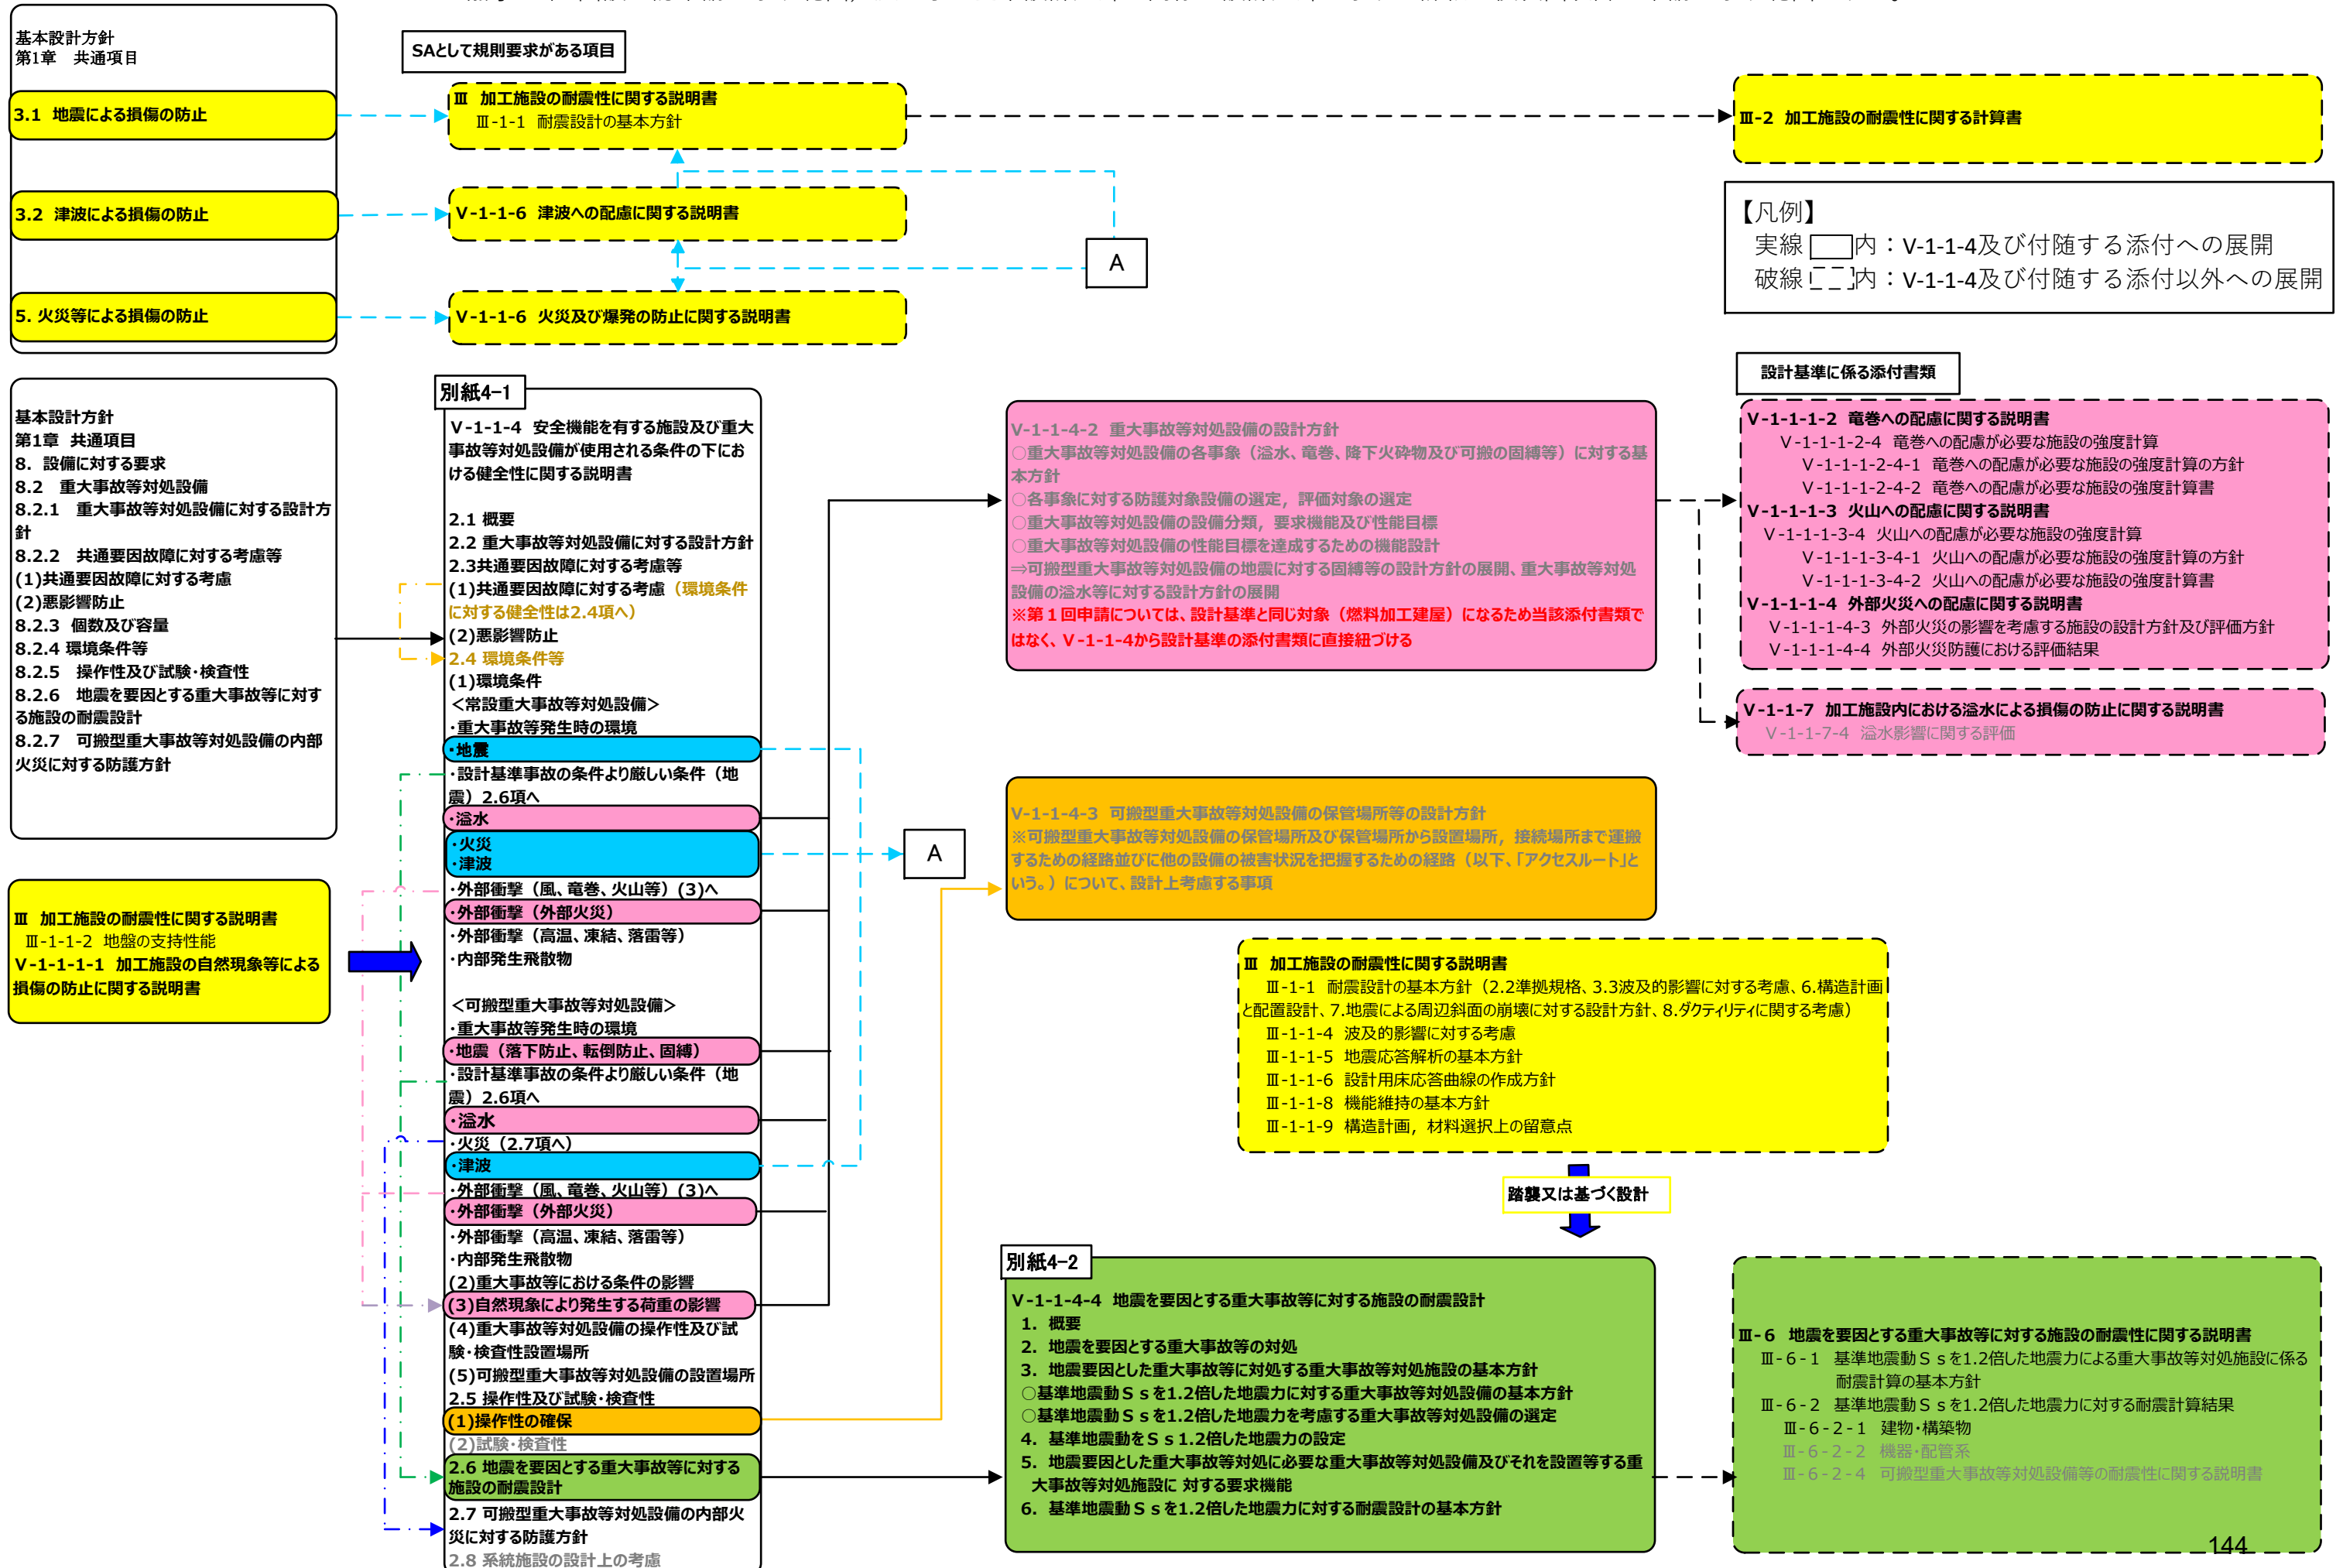 基本設計方針
第1章　共通項目
3.1 地震による損傷の防止
3.2 津波による損傷の防止
5. 火災等による損傷の防止
SAとして規則要求がある項目
Ⅲ 加工施設の耐震性に関する説明書
Ⅲ-1-1 耐震設計の基本方針
Ⅴ-1-1-6 津波への配慮に関する説明書
Ⅴ-1-1-6 火災及び爆発の防止に関する説明書
A
Ⅲ-2 加工施設の耐震性に関する計算書
【凡例】
実線 内：Ⅴ-1-1-4及び付随する添付への展開
破線 内：Ⅴ-1-1-4及び付随する添付以外への展開
基本設計方針
第1章 共通項目
8. 設備に対する要求
8.2　重大事故等対処設備
8.2.1　重大事故等対処設備に対する設計方
針
8.2.2　共通要因故障に対する考慮等
(1)共通要因故障に対する考慮
(2)悪影響防止
8.2.3　個数及び容量
8.2.4 環境条件等
8.2.5　操作性及び試験・検査性
8.2.6　地震を要因とする重大事故等に対す
る施設の耐震設計
8.2.7　可搬型重大事故等対処設備の内部
火災に対する防護方針
Ⅲ 加工施設の耐震性に関する説明書
Ⅲ-1-1-2 地盤の支持性能
Ⅴ-1-1-1-1 加工施設の自然現象等による
損傷の防止に関する説明書
別紙4-1
Ⅴ-1-1-4 安全機能を有する施設及び重大
事故等対処設備が使用される条件の下にお
ける健全性に関する説明書
2.1 概要
2.2 重大事故等対処設備に対する設計方針
2.3共通要因故障に対する考慮等
(1)共通要因故障に対する考慮（環境条件
に対する健全性は2.4項へ）
(2)悪影響防止
2.4 環境条件等
(1)環境条件
＜常設重大事故等対処設備＞
・重大事故等発生時の環境
・地震
・設計基準事故の条件より厳しい条件（地
震）2.6項へ
・溢水
・火災
・津波
・外部衝撃（風、竜巻、火山等）(3)へ
・外部衝撃（外部火災）
・外部衝撃（高温、凍結、落雷等）
・内部発生飛散物
＜可搬型重大事故等対処設備＞
・重大事故等発生時の環境
・地震（落下防止、転倒防止、固縛）
・設計基準事故の条件より厳しい条件（地
震）2.6項へ
・溢水
・火災（2.7項へ）
・津波
・外部衝撃（風、竜巻、火山等）(3)へ
・外部衝撃（外部火災）
・外部衝撃（高温、凍結、落雷等）
・内部発生飛散物
(2)重大事故等における条件の影響
(3)自然現象により発生する荷重の影響
(4)重大事故等対処設備の操作性及び試
験・検査性設置場所
(5)可搬型重大事故等対処設備の設置場所
2.5 操作性及び試験・検査性
(1)操作性の確保
(2)試験・検査性
2.6 地震を要因とする重大事故等に対する
施設の耐震設計
2.7 可搬型重大事故等対処設備の内部火
災に対する防護方針
2.8 系統施設の設計上の考慮
A
Ⅴ-1-1-4-2 重大事故等対処設備の設計方針
○重大事故等対処設備の各事象（溢水、竜巻、降下火砕物及び可搬の固縛等）に対する基
本方針
○各事象に対する防護対象設備の選定，評価対象の選定
○重大事故等対処設備の設備分類，要求機能及び性能目標
○重大事故等対処設備の性能目標を達成するための機能設計
⇒可搬型重大事故等対処設備の地震に対する固縛等の設計方針の展開、重大事故等対処
設備の溢水等に対する設計方針の展開
※第１回申請については、設計基準と同じ対象（燃料加工建屋）になるため当該添付書類で
はなく、Ⅴ-1-1-4から設計基準の添付書類に直接紐づける
Ⅴ-1-1-4-3 可搬型重大事故等対処設備の保管場所等の設計方針
※可搬型重大事故等対処設備の保管場所及び保管場所から設置場所，接続場所まで運搬
するための経路並びに他の設備の被害状況を把握するための経路（以下、「アクセスルート」と
いう。）について、設計上考慮する事項
設計基準に係る添付書類
Ⅴ-1-1-1-2 竜巻への配慮に関する説明書
Ⅴ-1-1-1-2-4 竜巻への配慮が必要な施設の強度計算
Ⅴ-1-1-1-2-4-1 竜巻への配慮が必要な施設の強度計算の方針
Ⅴ-1-1-1-2-4-2 竜巻への配慮が必要な施設の強度計算書
Ⅴ-1-1-1-3 火山への配慮に関する説明書
Ⅴ-1-1-1-3-4 火山への配慮が必要な施設の強度計算
Ⅴ-1-1-1-3-4-1 火山への配慮が必要な施設の強度計算の方針
Ⅴ-1-1-1-3-4-2 火山への配慮が必要な施設の強度計算書
Ⅴ-1-1-1-4 外部火災への配慮に関する説明書
Ⅴ-1-1-1-4-3 外部火災の影響を考慮する施設の設計方針及び評価方針
Ⅴ-1-1-1-4-4 外部火災防護における評価結果
Ⅴ-1-1-7 加工施設内における溢水による損傷の防止に関する説明書
Ⅴ-1-1-7-4 溢水影響に関する評価
Ⅲ 加工施設の耐震性に関する説明書
Ⅲ-1-1 耐震設計の基本方針（2.2準拠規格、3.3波及的影響に対する考慮、6.構造計画
と配置設計、7.地震による周辺斜面の崩壊に対する設計方針、8.ダクティリティに関する考慮）
Ⅲ-1-1-4 波及的影響に対する考慮
Ⅲ-1-1-5 地震応答解析の基本方針
Ⅲ-1-1-6 設計用床応答曲線の作成方針
Ⅲ-1-1-8 機能維持の基本方針
Ⅲ-1-1-9 構造計画，材料選択上の留意点
踏襲又は基づく設計
別紙4-2
Ⅴ-1-1-4-4 地震を要因とする重大事故等に対する施設の耐震設計
1. 概要
2. 地震を要因とする重大事故等の対処
3. 地震要因とした重大事故等に対処する重大事故等対処施設の基本方針
○基準地震動Ｓｓを1.2倍した地震力に対する重大事故等対処設備の基本方針
○基準地震動Ｓｓを1.2倍した地震力を考慮する重大事故等対処設備の選定
4. 基準地震動をＳｓ1.2倍した地震力の設定
5. 地震要因とした重大事故等対処に必要な重大事故等対処設備及びそれを設置等する重
大事故等対処施設に 対する要求機能
6. 基準地震動Ｓｓを1.2倍した地震力に対する耐震設計の基本方針
Ⅲ-6 地震を要因とする重大事故等に対する施設の耐震性に関する説明書
Ⅲ-6-1 基準地震動Ｓｓを1.2倍した地震力による重大事故等対処施設に係る
耐震計算の基本方針
Ⅲ-6-2 基準地震動Ｓｓを1.2倍した地震力に対する耐震計算結果
Ⅲ-6-2-1 建物・構築物
Ⅲ-6-2-2 機器・配管系
Ⅲ-6-2-4 可搬型重大事故等対処設備等の耐震性に関する説明書
144